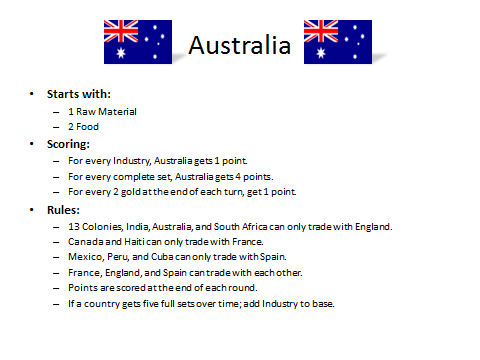 Australia
• Starts with:
– 1 Raw Material
– 2 Food
• Scoring:
– For every Industry, Australia gets 1 point.
– For every complete set, Australia gets 4 points.
– For every 2 gold at the end of each turn, get 1 point.
• Rules:
– 13 Colonies, India, Australia, and South Africa can only trade with England.
– Canada and Haiti can only trade with France.
– Mexico, Peru, and Cuba can only trade with Spain.
– France, England, and Spain can trade with each other.
– Points are scored at the end of each round.
– If a country gets five full sets over time; add Industry to base.